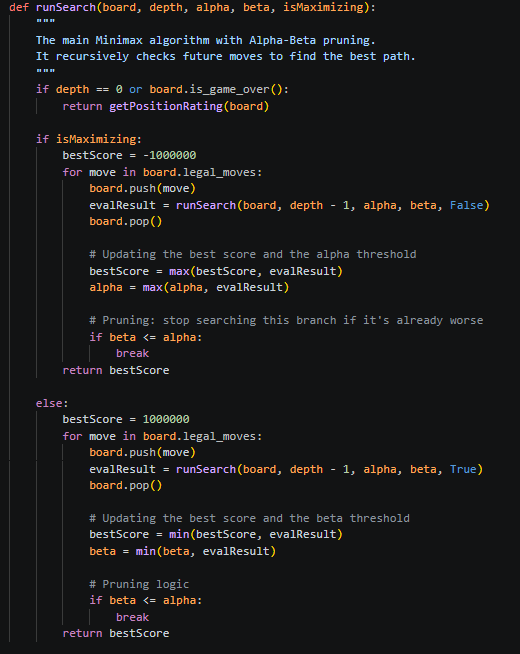 def runSearch(board, depth, alpha, beta, isMaximizing):
    """
    The main Minimax algorithm with Alpha-Beta pruning.
    It recursively checks future moves to find the best path.
    """
    if depth == 0 or board.is_game_over():
        return getPositionRating(board)

    if isMaximizing:
        bestScore = -1000000
        for move in board.legal_moves:
            board.push(move)
            evalResult = runSearch(board, depth - 1, alpha, beta, False)
            board.pop()

            # Updating the best score and the alpha threshold
            bestScore = max(bestScore, evalResult)
            alpha = max(alpha, evalResult)

            # Pruning: stop searching this branch if it's already worse
            if beta <= alpha:
                break
        return bestScore

    else:
        bestScore = 1000000
        for move in board.legal_moves:
            board.push(move)
            evalResult = runSearch(board, depth - 1, alpha, beta, True)
            board.pop()

            # Updating the best score and the beta threshold
            bestScore = min(bestScore, evalResult)
            beta = min(beta, evalResult)

            # Pruning logic
            if beta <= alpha:
                break
        return bestScore